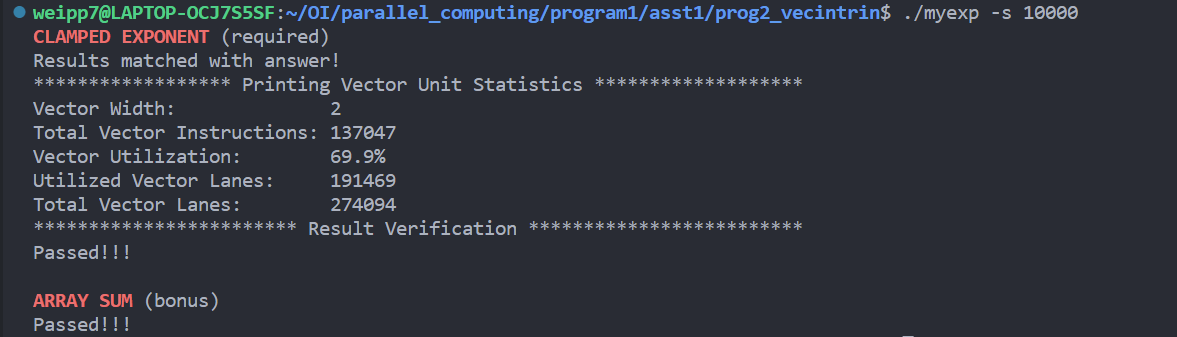 weipp7@LAPTOP-OCJ7S5SF:~/OI/parallel_computing/program1/asst1/prog2_vecintrin$ ./myexp -s 10000
CLAMPED EXPONENT (required)
Results matched with answer!
****************** Printing Vector Unit Statistics *******************
Vector Width:              2
Total Vector Instructions: 137047
Vector Utilization:        69.9%
Utilized Vector Lanes:     191469
Total Vector Lanes:        274094
************************ Result Verification *************************
Passed!!!

ARRAY SUM (bonus)
Passed!!!